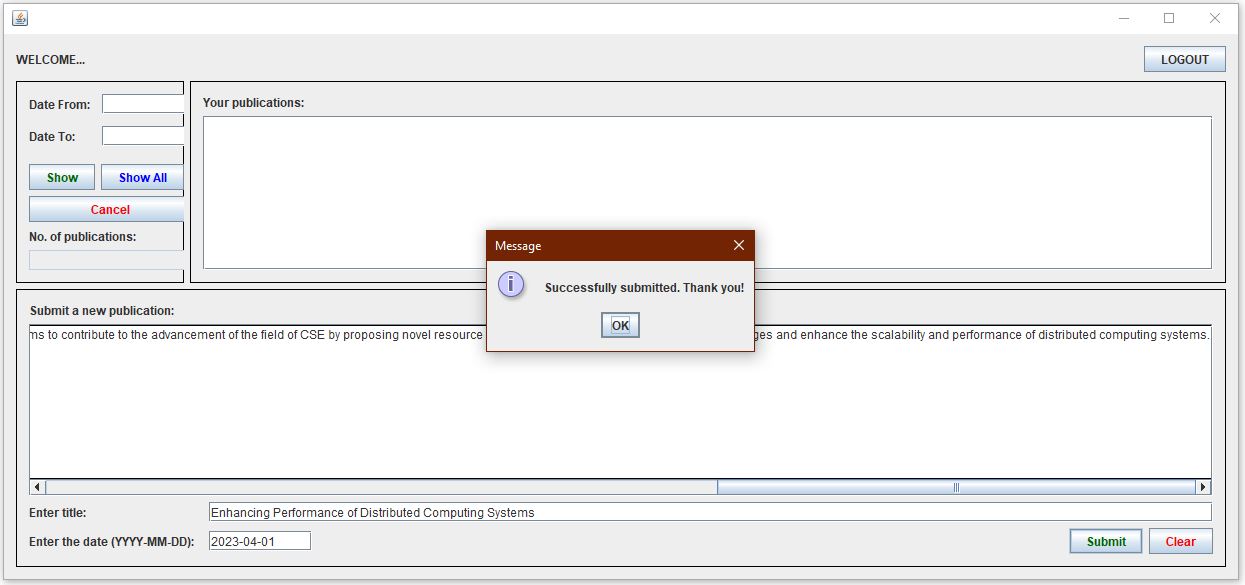 WELCOME...
LOGOUT
Date From:
Date To:
Show
Show All
Cancel
No. of publications:
Your publications:
Message
Successfully submitted. Thank you!
OK
Submit a new publication:
ms to contribute to the advancement of the field of CSE by proposing novel resource
ges and enhance the scalability and performance of distributed computing systems.
Enter title:
Enhancing Performance of Distributed Computing Systems
Enter the date (YYYY-MM-DD):
2023-04-01
Submit
Clear